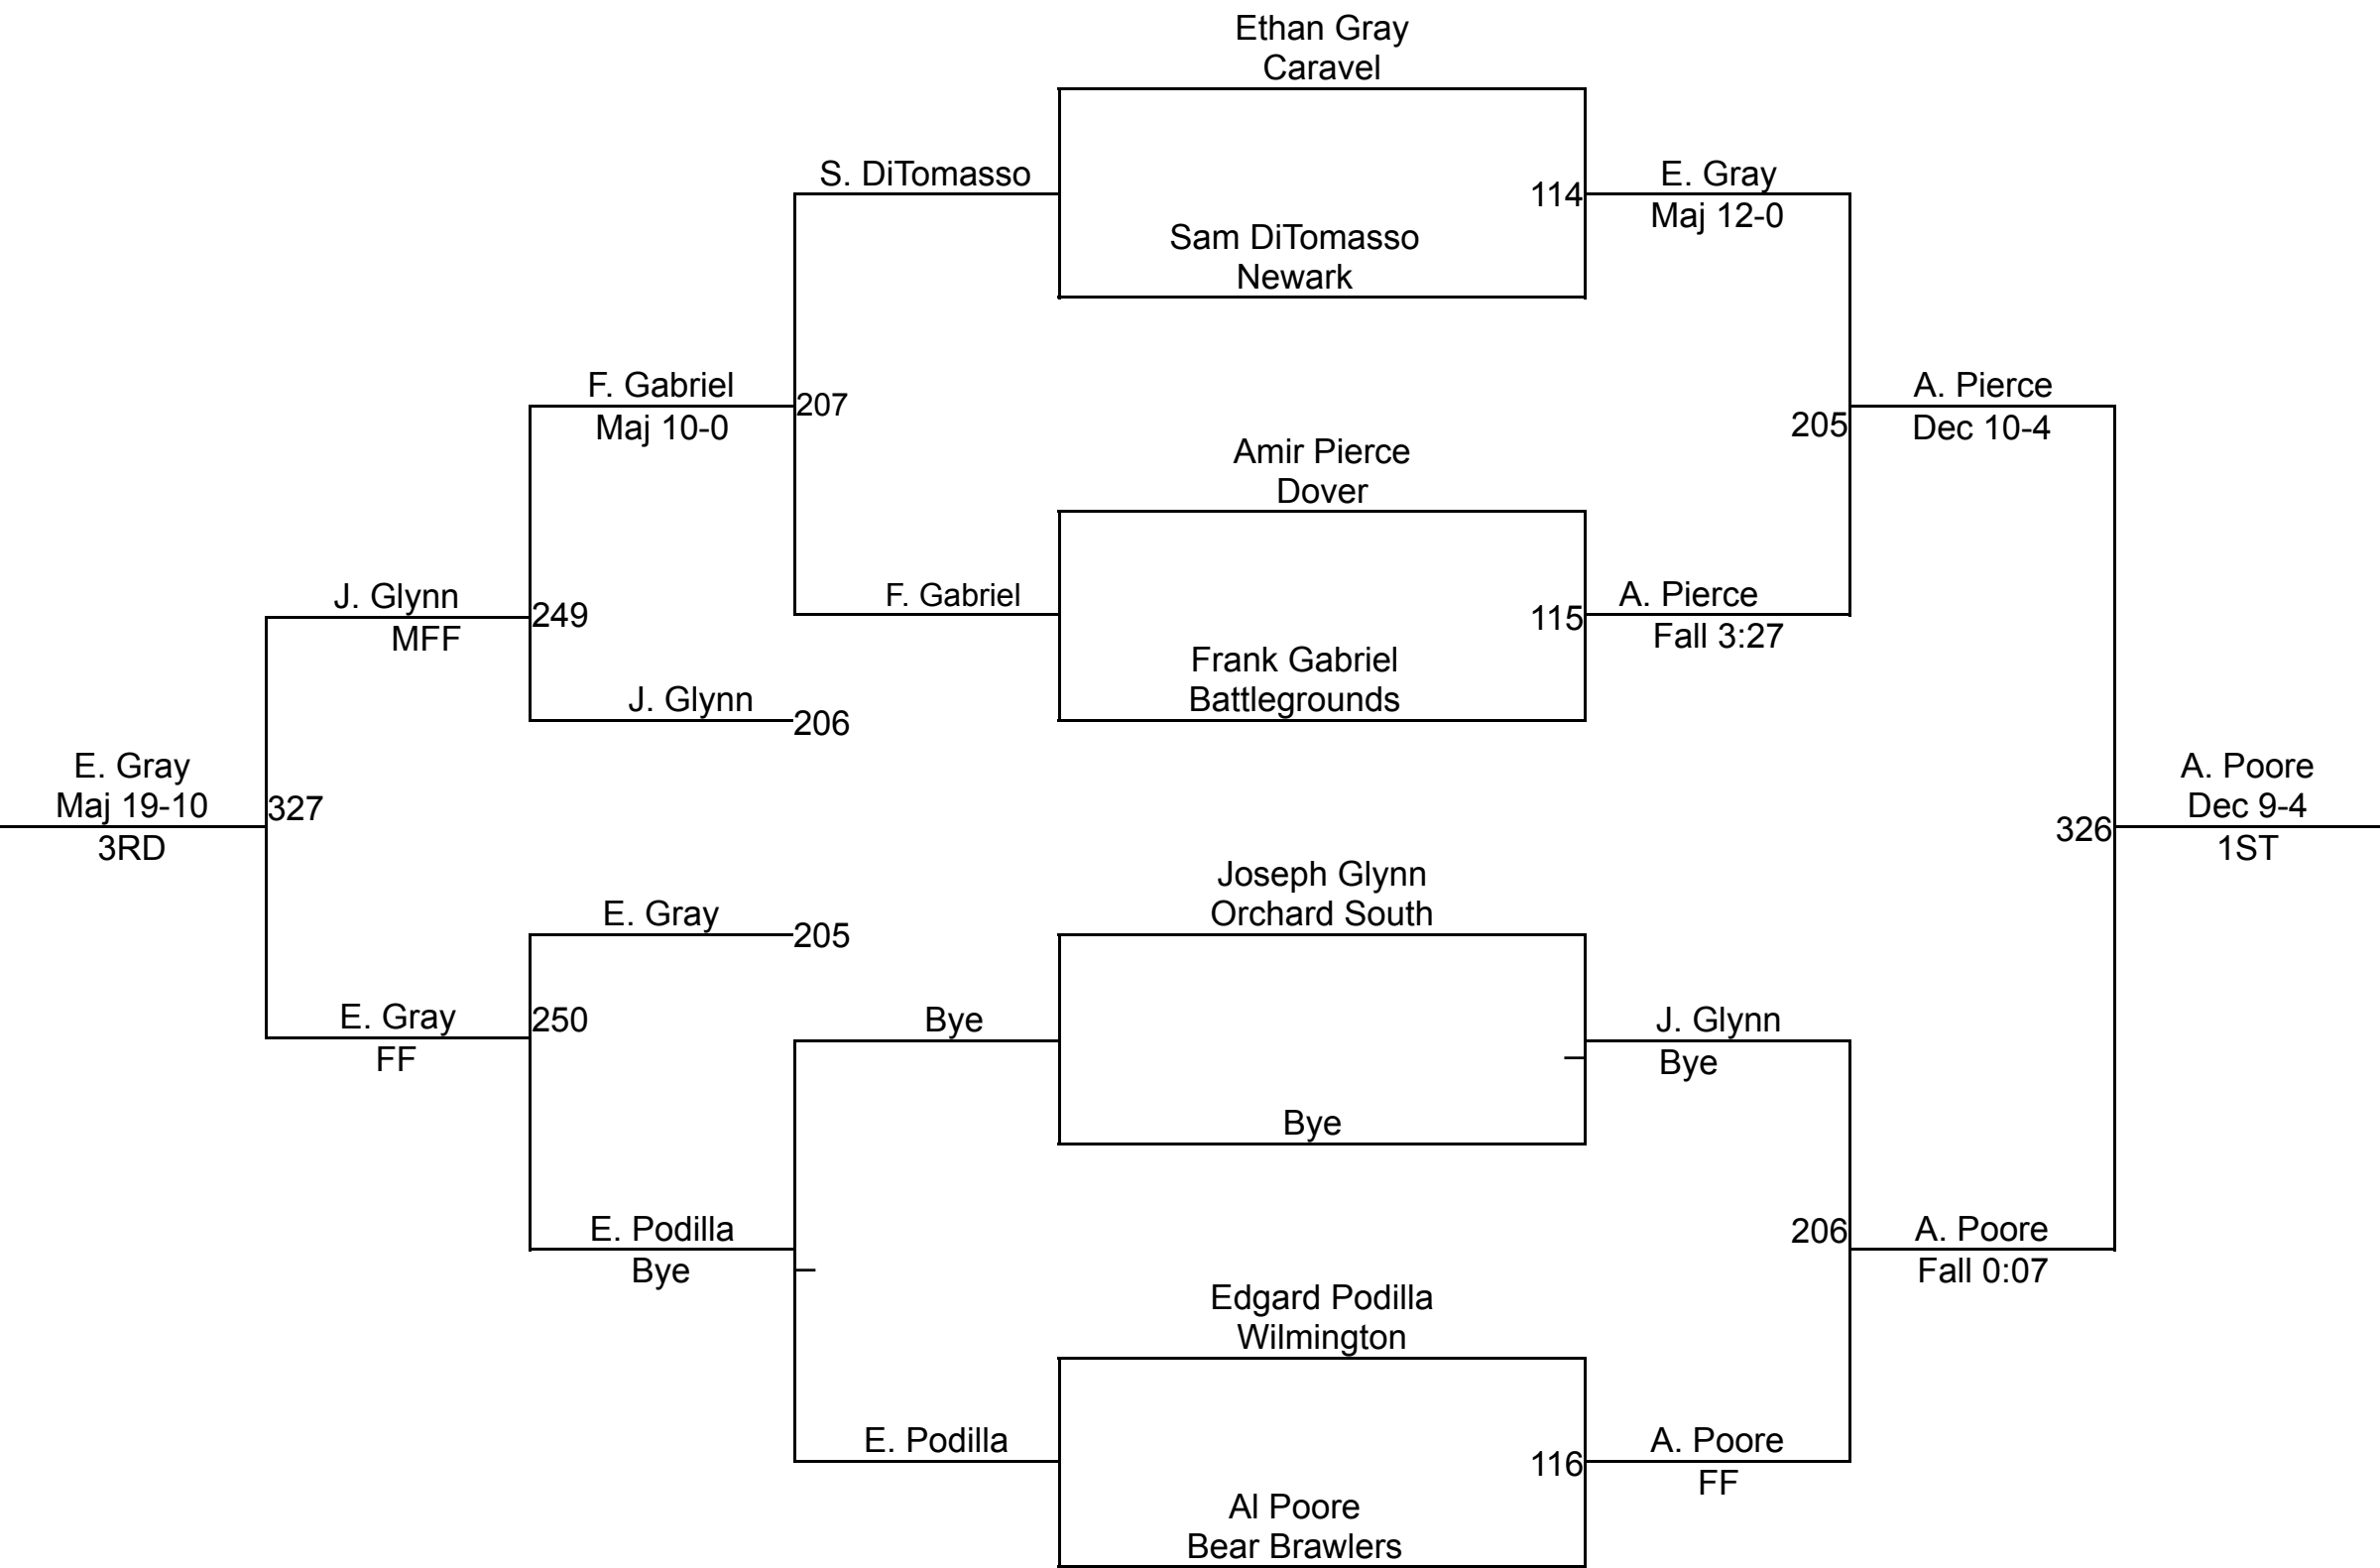 Ethan Gray
Caravel
S. DiTomasso
114
E. Gray
Maj 12-0
Sam DiTomasso
Newark
F. Gabriel
Maj 10-0
207
A. Pierce
Dec 10-4
205
Amir Pierce
Dover
J. Glynn
MFF
249
F. Gabriel
115
A. Pierce
Fall 3:27
Frank Gabriel
Battlegrounds
J. Glynn
206
E. Gray
Maj 19-10
3RD
327
A. Poore
Dec 9-4
1ST
326
Joseph Glynn
Orchard South
E. Gray
205
E. Gray
FF
250
Bye
J. Glynn
Bye
Bye
E. Podilla
Bye
206
A. Poore
Fall 0:07
Edgard Podilla
Wilmington
E. Podilla
116
A. Poore
FF
Al Poore
Bear Brawlers